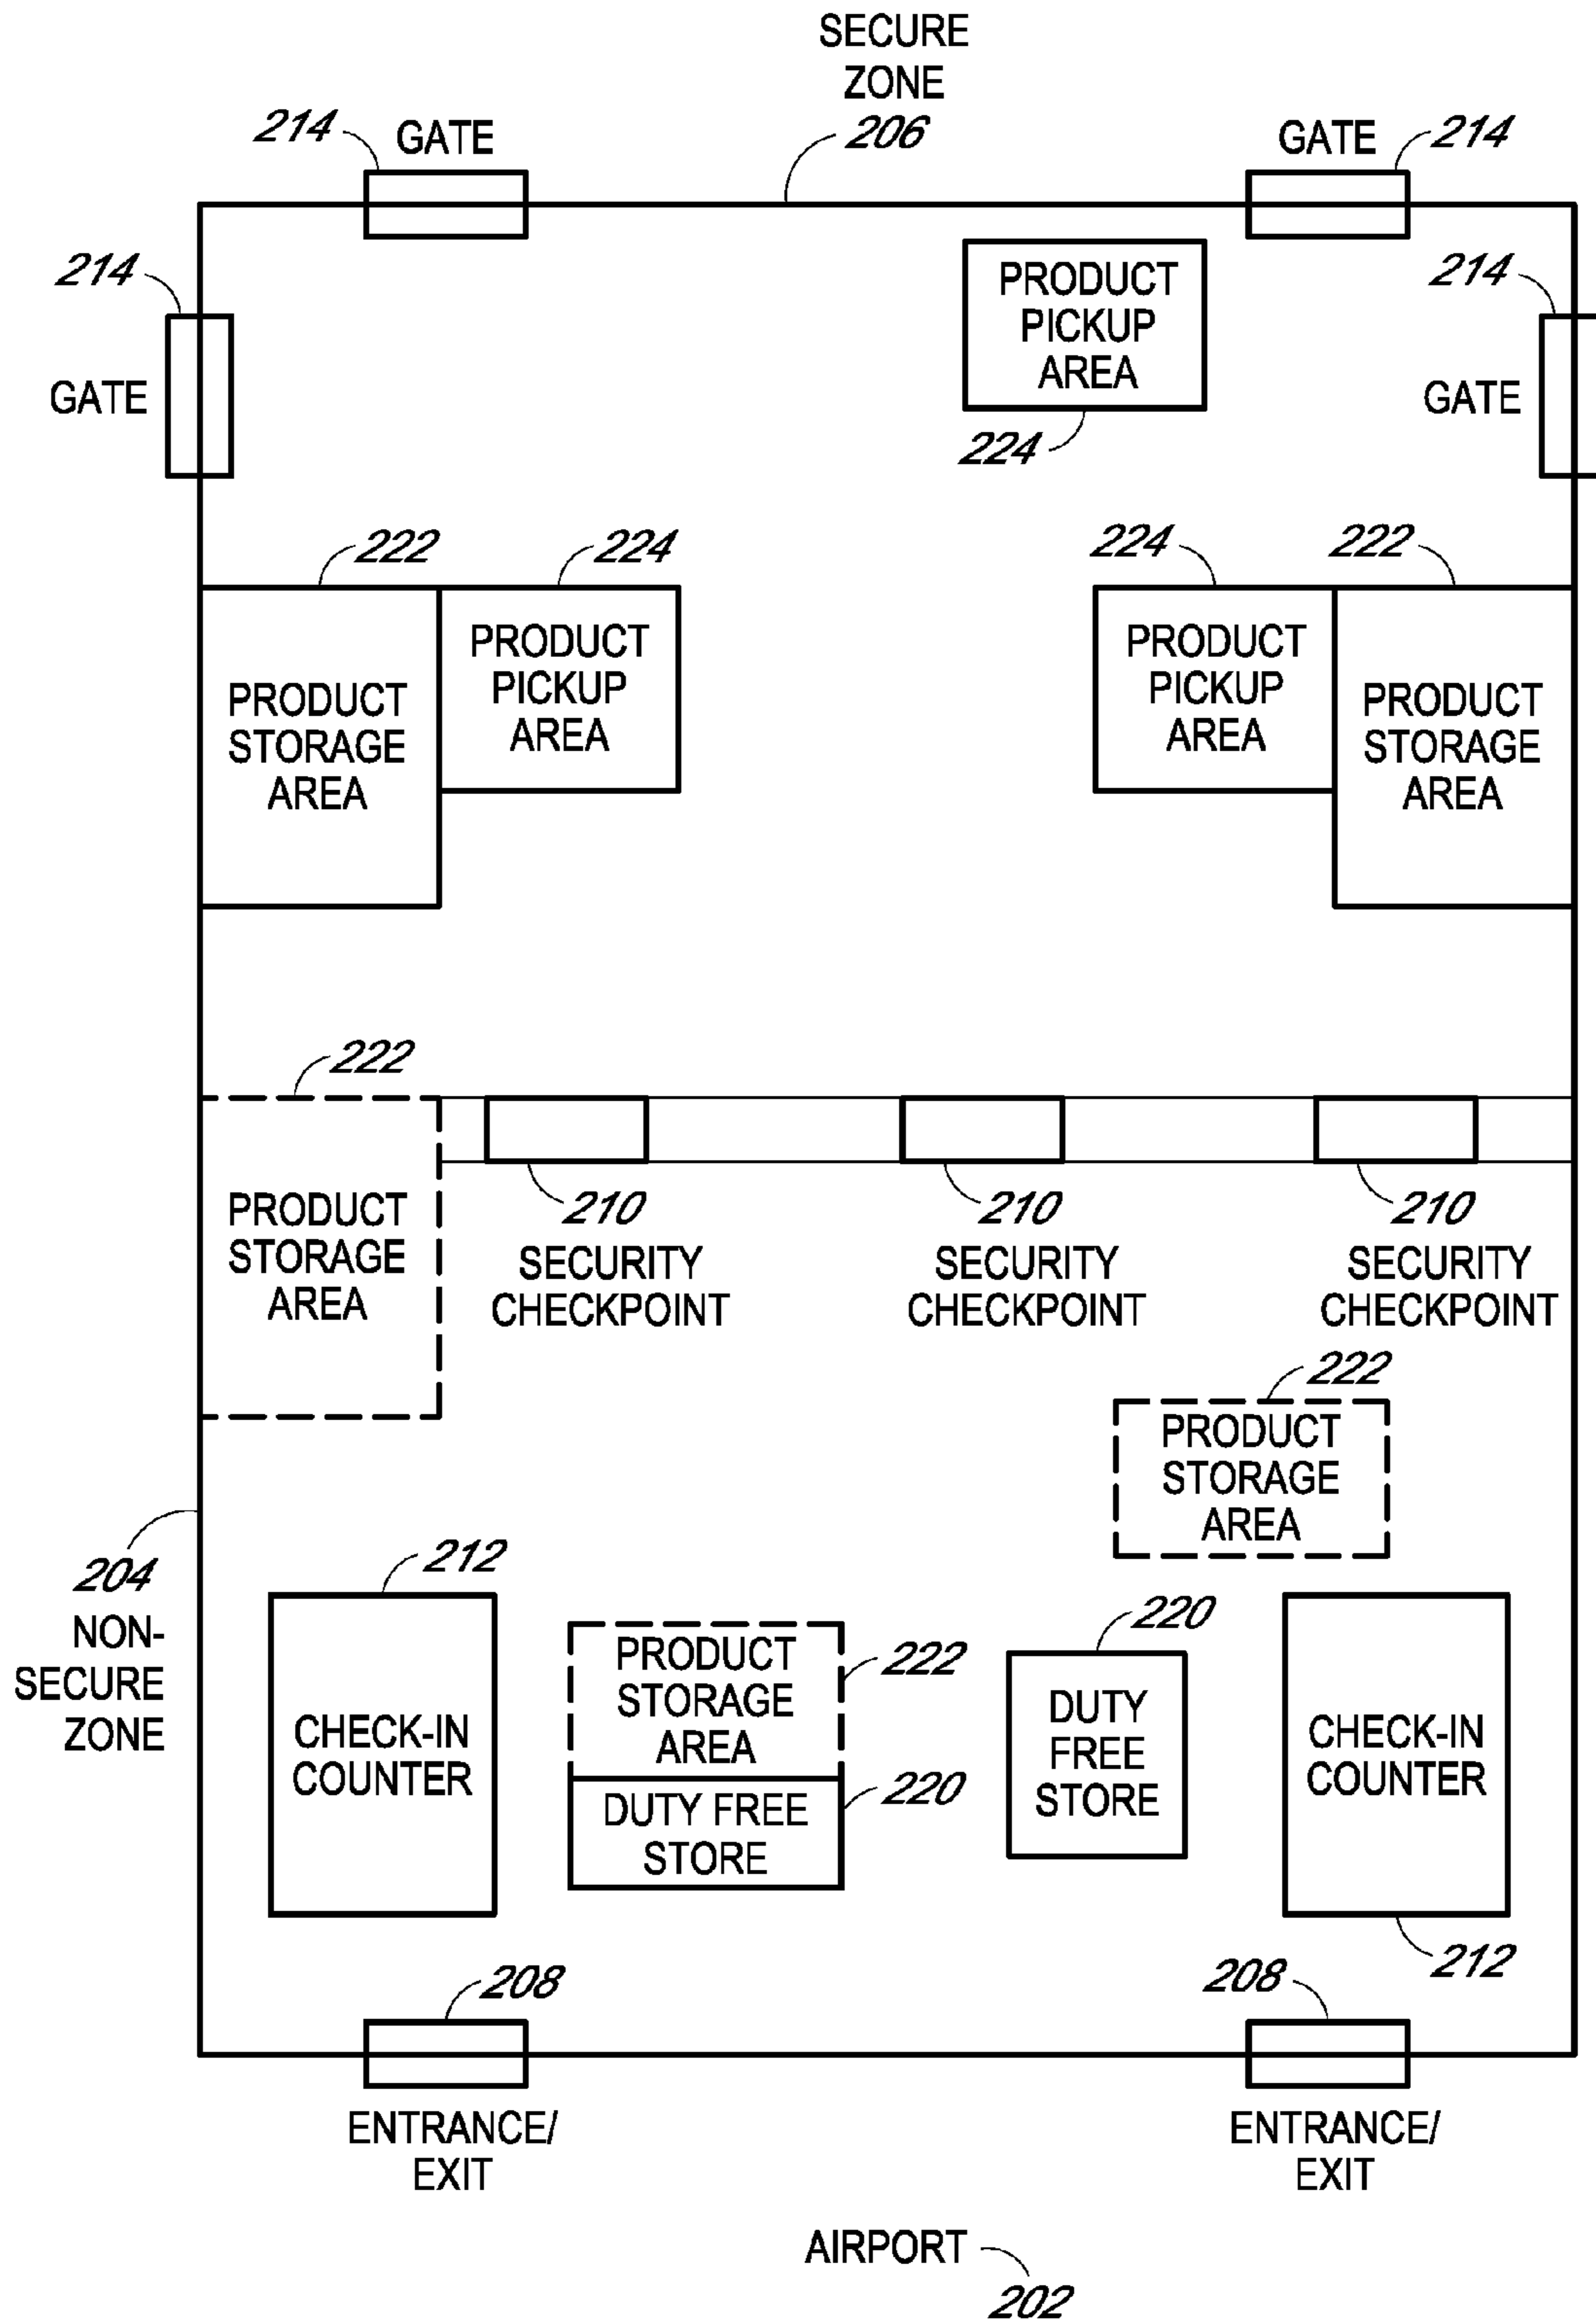 SECURE
ZONE
206
214
GATE
GATE
214
214
GATE
214
GATE
PRODUCT
PICKUP
AREA
224
222
224
224
222
PRODUCT
STORAGE
AREA
PRODUCT
PICKUP
AREA
PRODUCT
PICKUP
AREA
PRODUCT
STORAGE
AREA
222
PRODUCT
STORAGE
AREA
210
SECURITY
CHECKPOINT
210
SECURITY
CHECKPOINT
210
SECURITY
CHECKPOINT
222
PRODUCT
STORAGE
AREA
204
NON-
SECURE
ZONE
212
CHECK-IN
COUNTER
PRODUCT
STORAGE
AREA
222
DUTY FREE
STORE
220
220
DUTY
FREE
STORE
CHECK-IN
COUNTER
212
208
ENTRANCE/
EXIT
208
ENTRANCE/
EXIT
AIRPORT
202